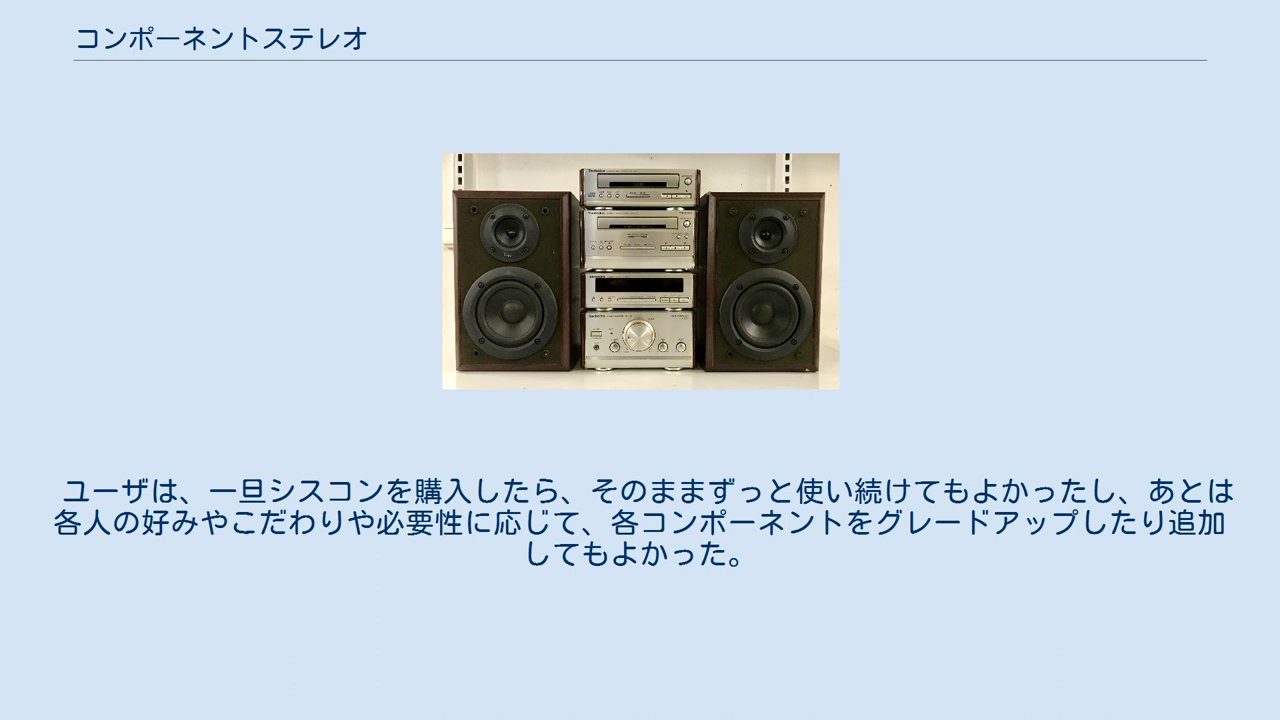 コンポーネントステレオ
Technics
Technics
Technics
Technics
ユーザは、一旦シスコンを購入したら、そのままずっと使い続けてもよかったし、あとは
各人の好みやこだわりや必要性に応じて、各コンポーネントをグレードアップしたり追加
してもよかった。